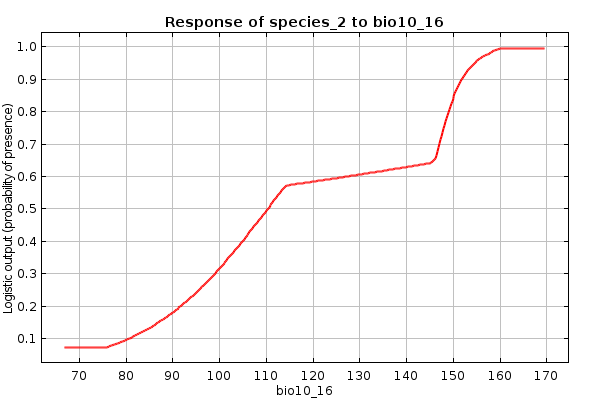 Response of species_2 to bio10_16
Logistic output (probability of presence)
1.0
0.9
0.8
0.7
0.6
0.5
0.4
0.3
0.2
0.1
70 80 90 100 110 120 130 140 150 160 170
bio10_16